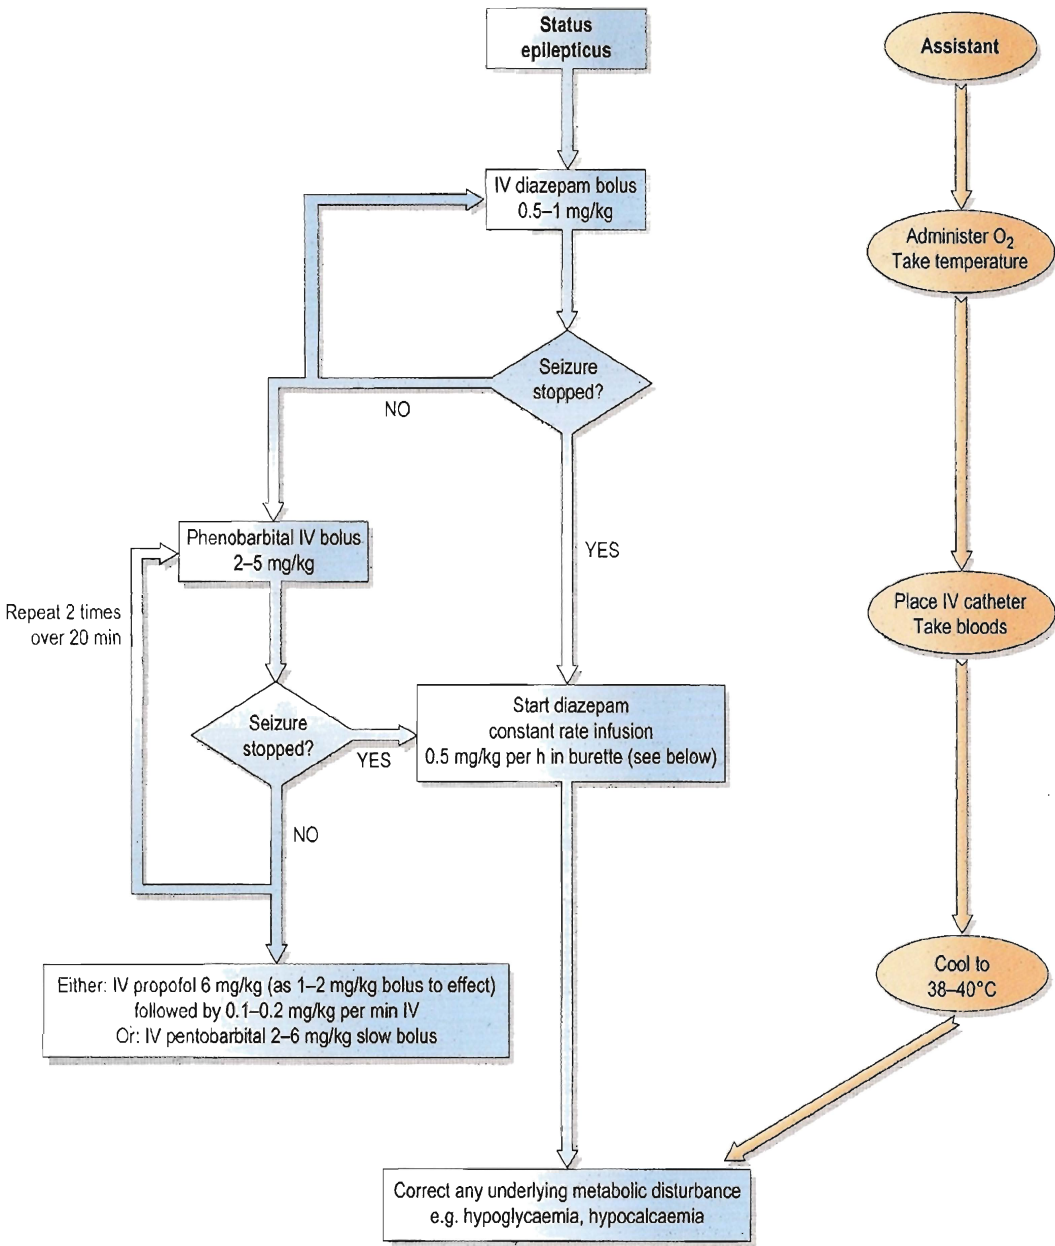 Status
epilepticus
Assistant
IV diazepam bolus
0.5–1 mg/kg
Administer O₂
Take temperature
Seizure
stopped?
NO
YES
Phenobarbital IV bolus
2–5 mg/kg
Repeat 2 times
over 20 min
Place IV catheter
Take bloods
Seizure
stopped?
YES
NO
Start diazepam
constant rate infusion
0.5 mg/kg per h in burette (see below)
Cool to
38–40°C
Either: IV propofol 6 mg/kg (as 1–2 mg/kg bolus to effect)
followed by 0.1–0.2 mg/kg per min IV
Or: IV pentobarbital 2–6 mg/kg slow bolus
Correct any underlying metabolic disturbance
e.g. hypoglycaemia, hypocalcaemia